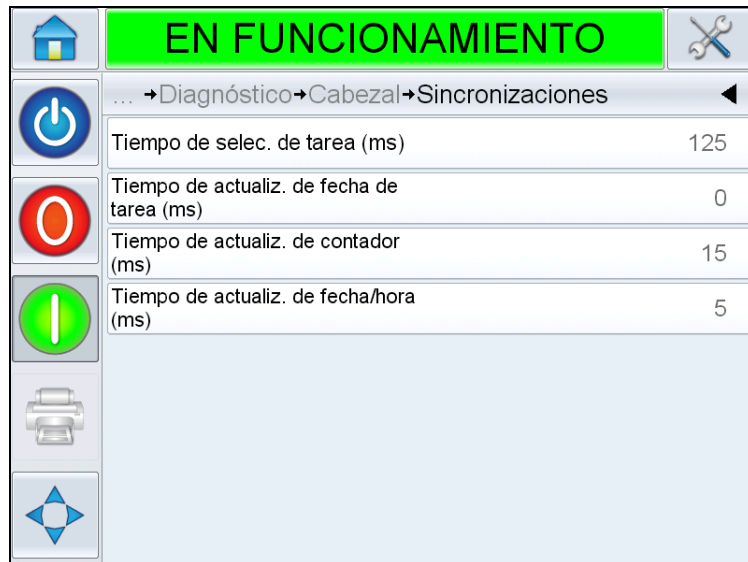 EN FUNCIONAMIENTO
... →Diagnóstico→Cabezal→Sincronizaciones
Tiempo de selec. de tarea (ms) 125
Tiempo de actualiz. de fecha de
tarea (ms) 0
Tiempo de actualiz. de contador
(ms) 15
Tiempo de actualiz. de fecha/hora
(ms) 5